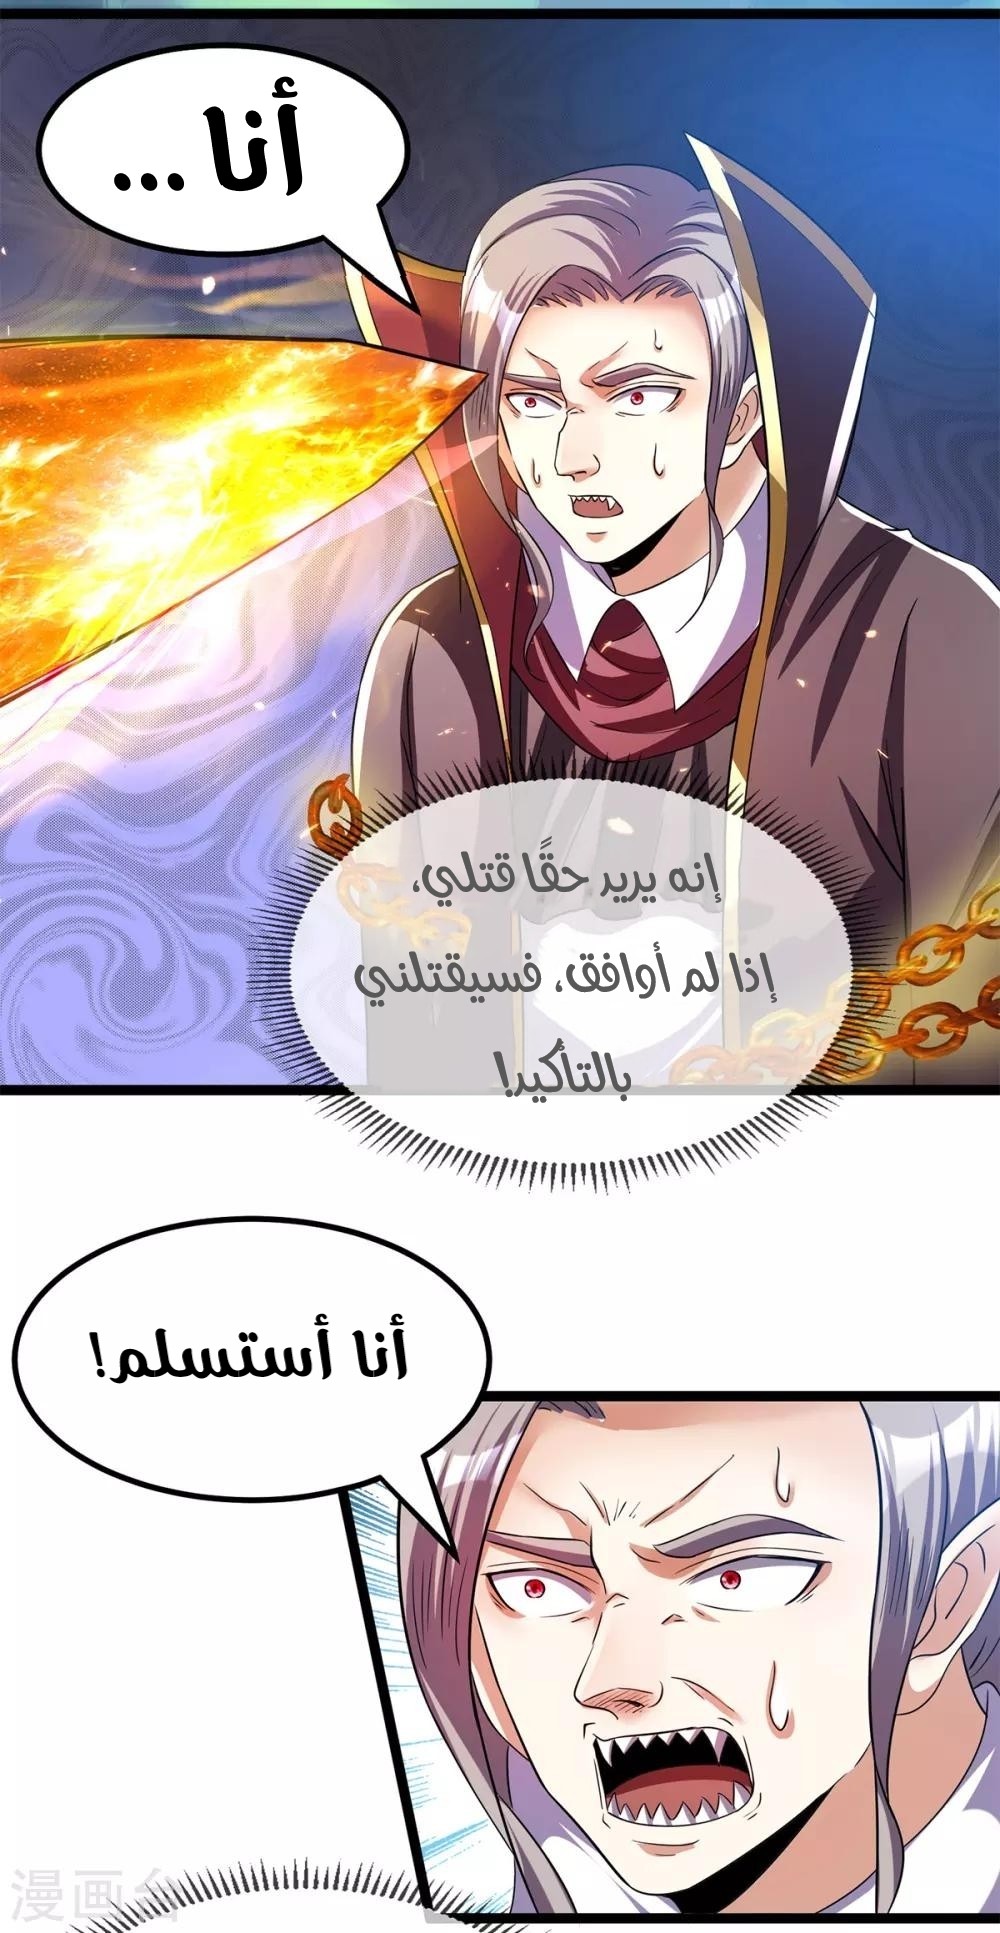 أنا ...
إنه يريد حقًا قتلي،
إذا لم أوافق، فسيقتلني
بالتأكيد!
أنا أستسلم!
漫画台